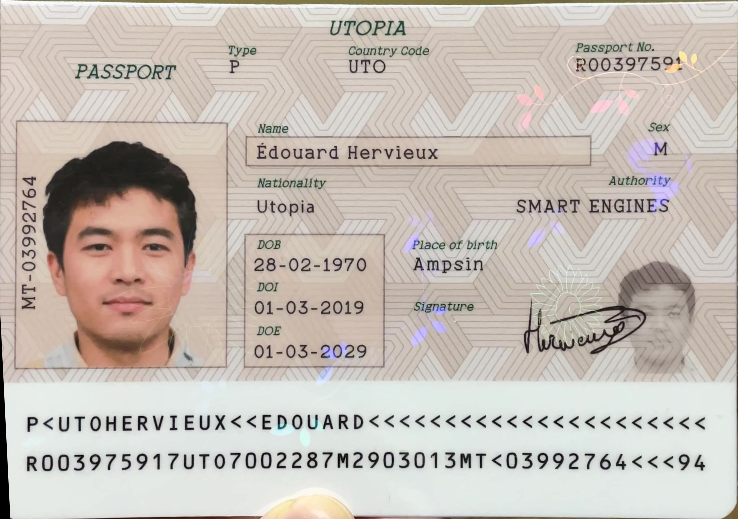 UTOPIA
PASSPORT
Type
P
Country Code
UTO
Passport No.
R00397591
Name
Édouard Hervieux
Sex
M
Nationality
Utopia
Authority
SMART ENGINES
DOB
28-02-1970
Place of birth
Ampsin
DOI
01-03-2019
Signature
DOE
01-03-2029
MT-03992764
P<UTOHERVIEUX<<EDOUARD<<<<<<<<<<<<<<<<<<<<<<
R003975917UTO7002287M2903013MT<03992764<<<94